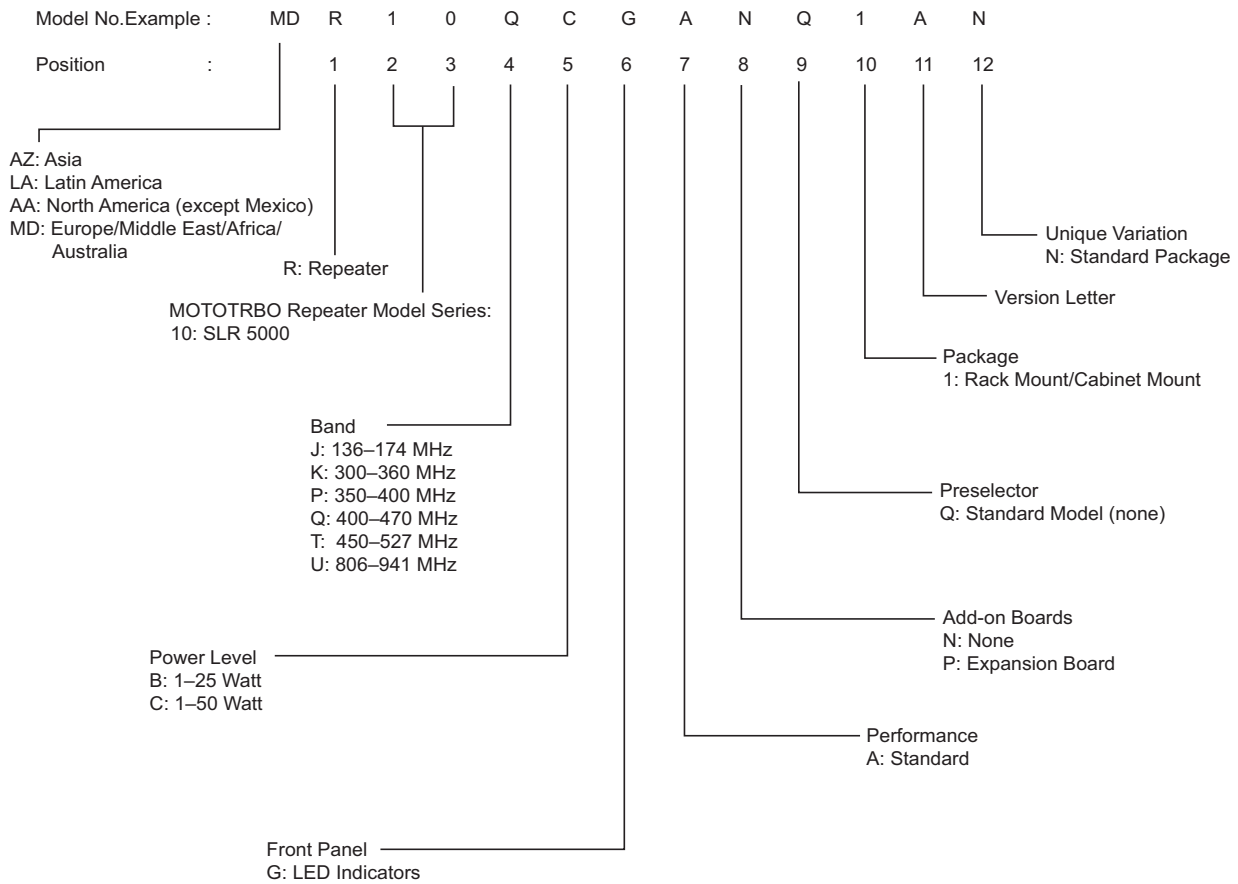 Model No.Example : MD R 1 0 Q C G A N Q 1 A N
Position : 1 2 3 4 5 6 7 8 9 10 11 12
AZ: Asia
LA: Latin America
AA: North America (except Mexico)
MD: Europe/Middle East/Africa/
Australia
R: Repeater
MOTOTRBO Repeater Model Series:
10: SLR 5000
Unique Variation
N: Standard Package
Version Letter
Package
1: Rack Mount/Cabinet Mount
Band
J: 136–174 MHz
K: 300–360 MHz
P: 350–400 MHz
Q: 400–470 MHz
T: 450–527 MHz
U: 806–941 MHz
Preselector
Q: Standard Model (none)
Add-on Boards
N: None
P: Expansion Board
Power Level
B: 1–25 Watt
C: 1–50 Watt
Performance
A: Standard
Front Panel
G: LED Indicators